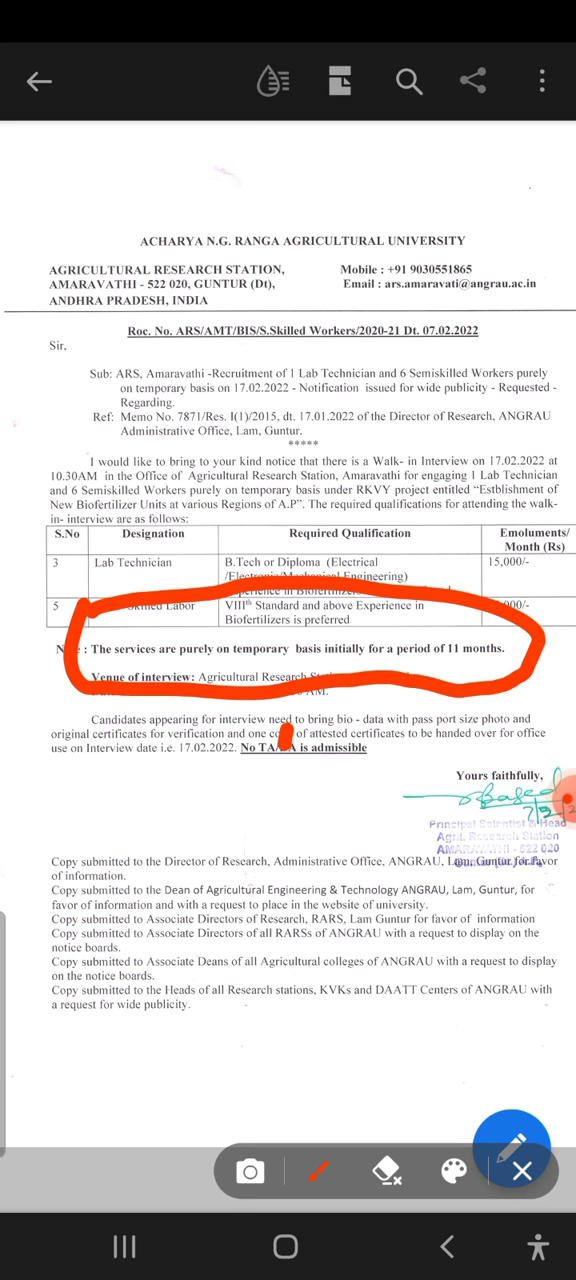 ACHARYA N.G. RANGA AGRICULTURAL UNIVERSITY
AGRICULTURAL RESEARCH STATION,
AMARAVATHI - 522 020, GUNTUR (Dt),
ANDHRA PRADESH, INDIA
Mobile : +91 9030551865
Email : ars.amaravati@angrau.ac.in
Roc. No. ARS/AMT/BIS/S.Skilled Workers/2020-21 Dt. 07.02.2022
Sir,
Sub: ARS, Amaravathi -Recruitment of 1 Lab Technician and 6 Semiskilled Workers purely
on temporary basis on 17.02.2022 - Notification issued for wide publicity - Requested -
Regarding.
Ref: Memo No. 7871/Res. I(1)/2015, dt. 17.01.2022 of the Director of Research, ANGRAU
Administrative Office, Lam, Guntur.
*****
I would like to bring to your kind notice that there is a Walk- in Interview on 17.02.2022 at
10.30AM in the Office of Agricultural Research Station, Amaravathi for engaging 1 Lab Technician
and 6 Semiskilled Workers purely on temporary basis under RKVY project entitled “Estblishment of
New Biofertilizer Units at various Regions of A.P”. The required qualifications for attending the walk-
in- interview are as follows:
S.No Designation Required Qualification Emoluments/
Month (Rs)
3 Lab Technician B.Tech or Diploma (Electrical 15,000/-
/Electronic/Mechanical Engineering)
experience in Biofertilizers
5 Skilled Labor VIIIth Standard and above Experience in
Biofertilizers is preferred
: The services are purely on temporary basis initially for a period of 11 months.
Venue of interview: Agricultural Research
AM.
Candidates appearing for interview need to bring bio - data with pass port size photo and
original certificates for verification and one of attested certificates to be handed over for office
use on Interview date i.e. 17.02.2022. No is admissible
Yours faithfully,
Principal Scientist & Head
Agril. Research Station
AMARAVATHI - 522 020
Copy submitted to the Director of Research, Administrative Office, ANGRAU, Lam, Guntur for favor
of information.
Copy submitted to the Dean of Agricultural Engineering & Technology ANGRAU, Lam, Guntur, for
favor of information and with a request to place in the website of university.
Copy submitted to Associate Directors of Research, RARS, Lam Guntur for favor of information
Copy submitted to Associate Directors of all RARSs of ANGRAU with a request to display on the
notice boards.
Copy submitted to Associate Deans of all Agricultural colleges of ANGRAU with a request to display
on the notice boards.
Copy submitted to the Heads of all Research stations, KVKs and DAATT Centers of ANGRAU with
a request for wide publicity.